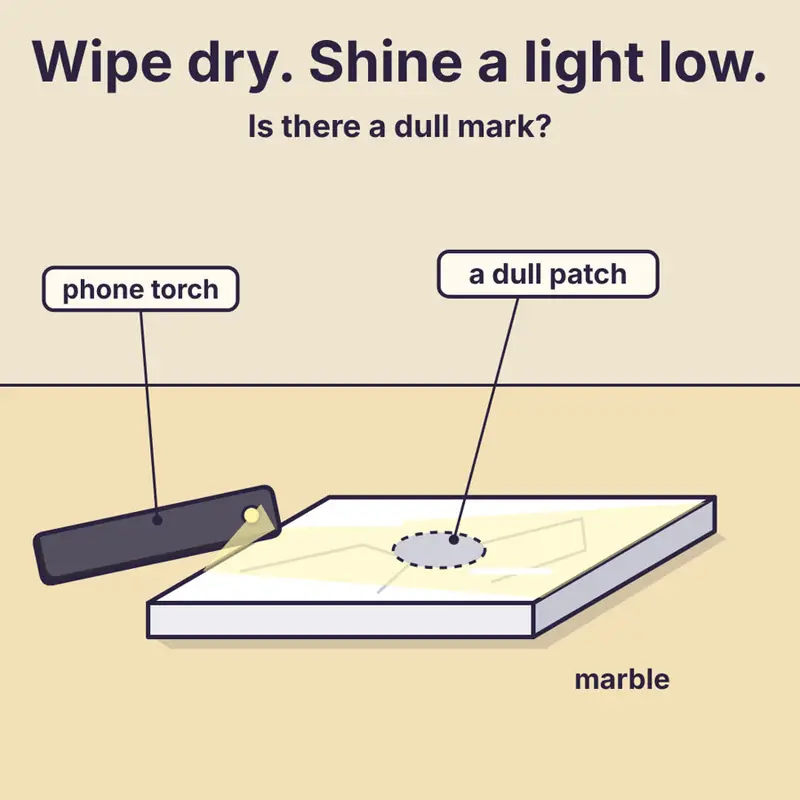 Wipe dry. Shine a light low.
Is there a dull mark?
phone torch
a dull patch
marble